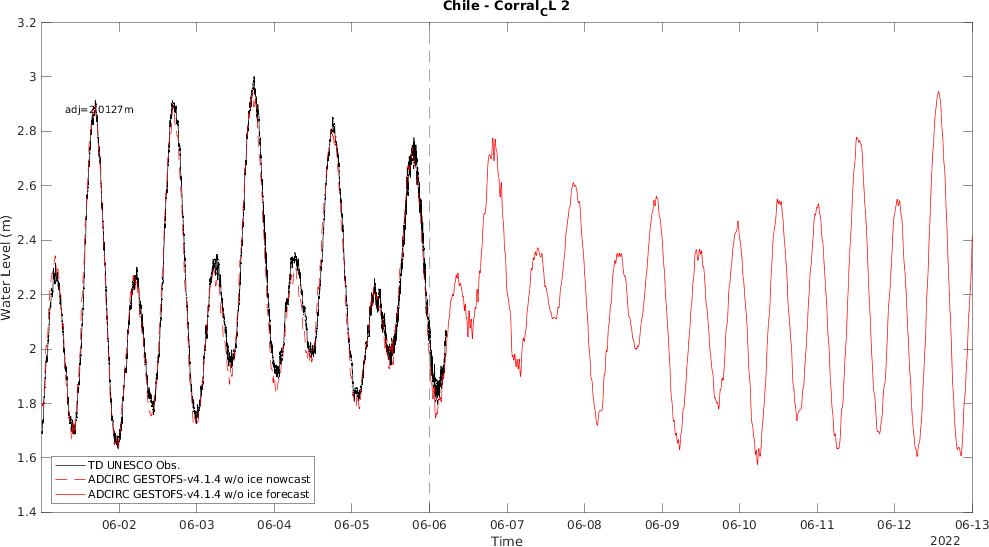 Chile - Corral_CL 2
3.2
3
2.8
2.6
2.4
2.2
2
1.8
1.6
1.4
Water Level (m)
adj=2.0127m
TD UNESCO Obs.
ADCIRC GESTOFS-v4.1.4 w/o ice nowcast
ADCIRC GESTOFS-v4.1.4 w/o ice forecast
06-02 06-03 06-04 06-05 06-06 06-07 06-08 06-09 06-10 06-11 06-12 06-13
Time
2022